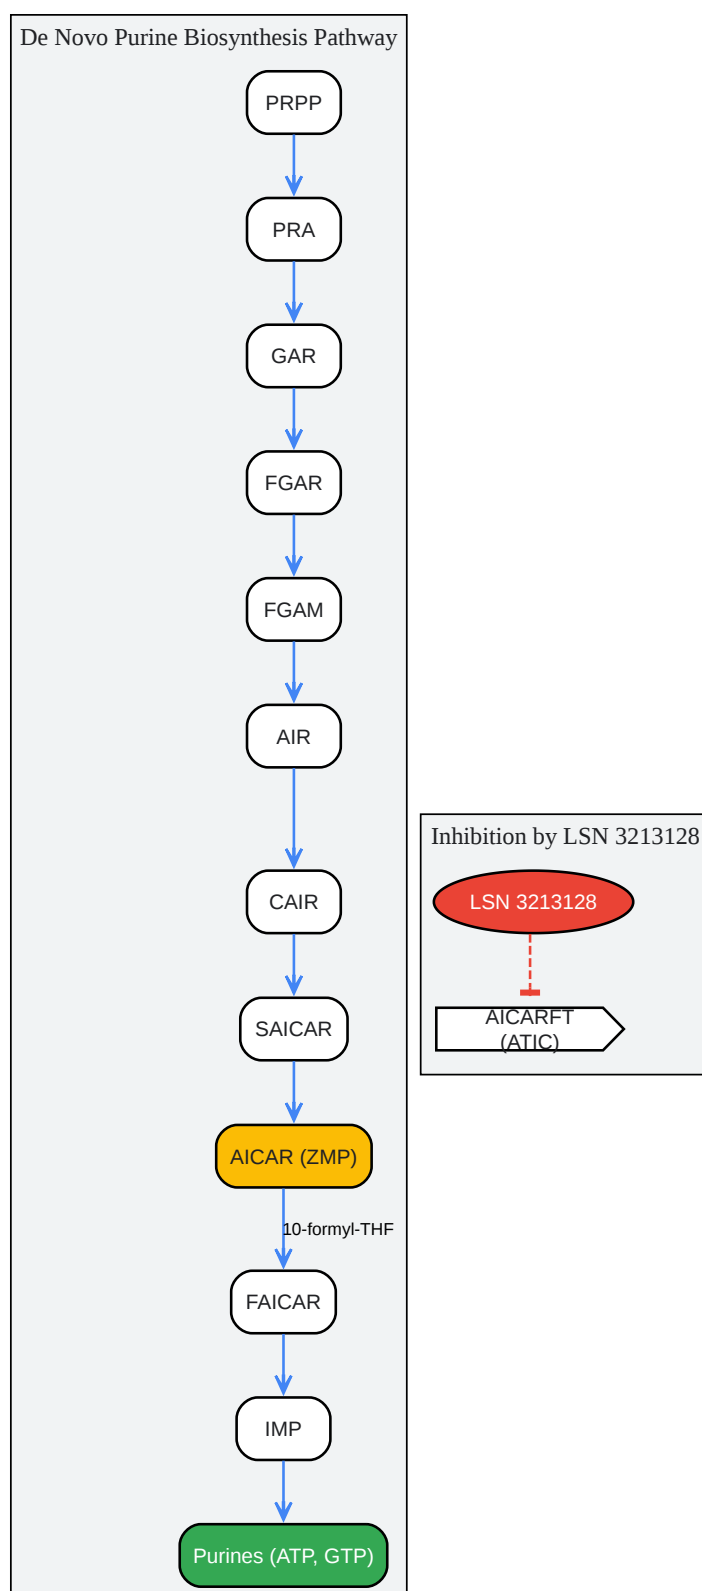 De Novo Purine Biosynthesis Pathway
PRPP
PRA
GAR
FGAR
FGAM
AIR
CAIR
SAICAR
AICAR (ZMP)
10-formyl-THF
FAICAR
IMP
Purines (ATP, GTP)
Inhibition by LSN 3213128
LSN 3213128
AICARFT
(ATIC)